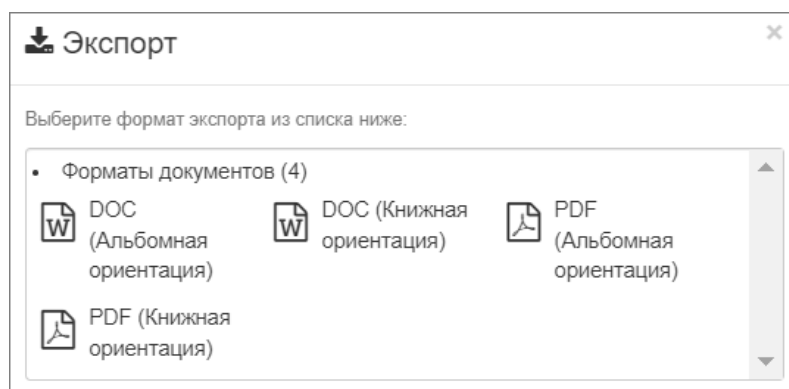 Экспорт
×
Выберите формат экспорта из списка ниже:
• Форматы документов (4)
DOC
(Альбомная
ориентация)
DOC (Книжная
ориентация)
PDF
(Альбомная
ориентация)
PDF (Книжная
ориентация)